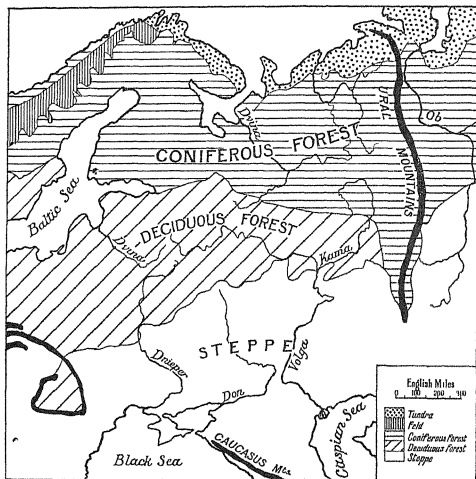 Dvina
Ob
URAL
CONIFEROUS FOREST
MOUNTAINS
Baltic Sea
DECIDUOUS FOREST
Dvina
Kama
STEPPE
Volga
Dnieper
Don
Caspian Sea
CAUCASUS Mts.
Black Sea
English Miles
0 100 200 300
Tundra
Feld
Coniferous Forest
Deciduous Forest
Steppe